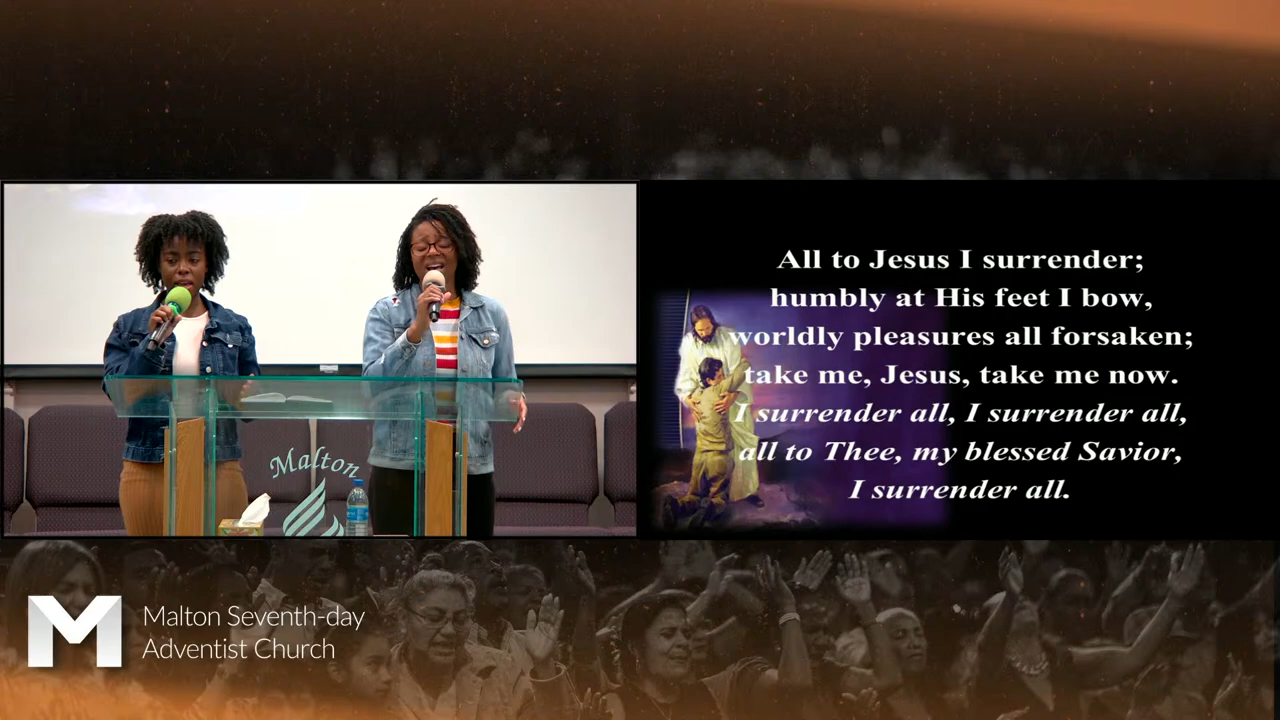 All to Jesus I surrender;
humbly at His feet I bow,
worldly pleasures all forsaken;
take me, Jesus, take me now.
I surrender all, I surrender all,
all to Thee, my blessed Savior,
I surrender all.
Malton
M Malton Seventh-day
Adventist Church